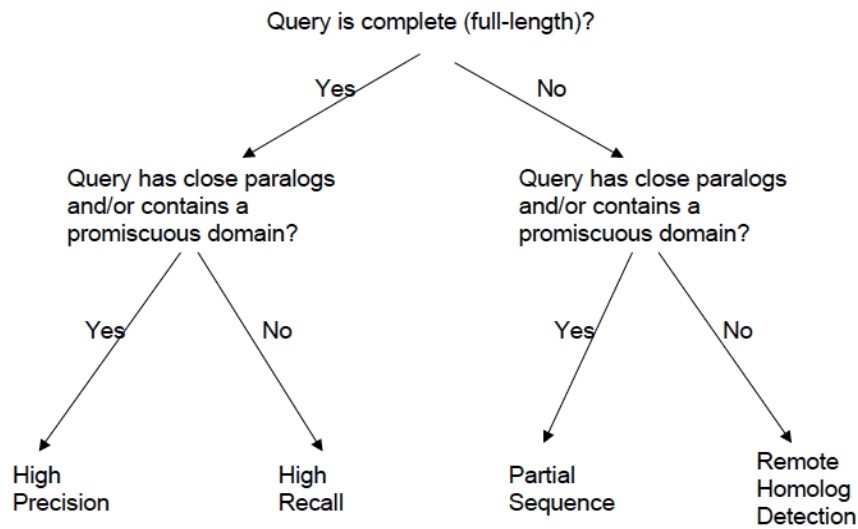 Query is complete (full-length)?
Yes
No
Query has close paralogs
and/or contains a
promiscuous domain?
Query has close paralogs
and/or contains a
promiscuous domain?
Yes
No
Yes
No
High
Precision
High
Recall
Partial
Sequence
Remote
Homolog
Detection